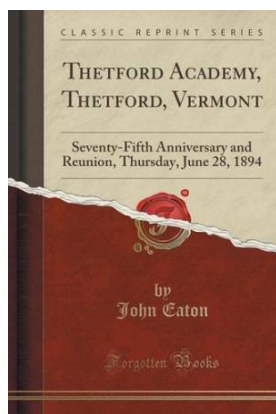 CLASSIC REPRINT SERIES
THETFORD ACADEMY,
THETFORD, VERMONT
Seventy-Fifth Anniversary and
Reunion, Thursday, June 28, 1894
by
John Eaton
Forgotten Books